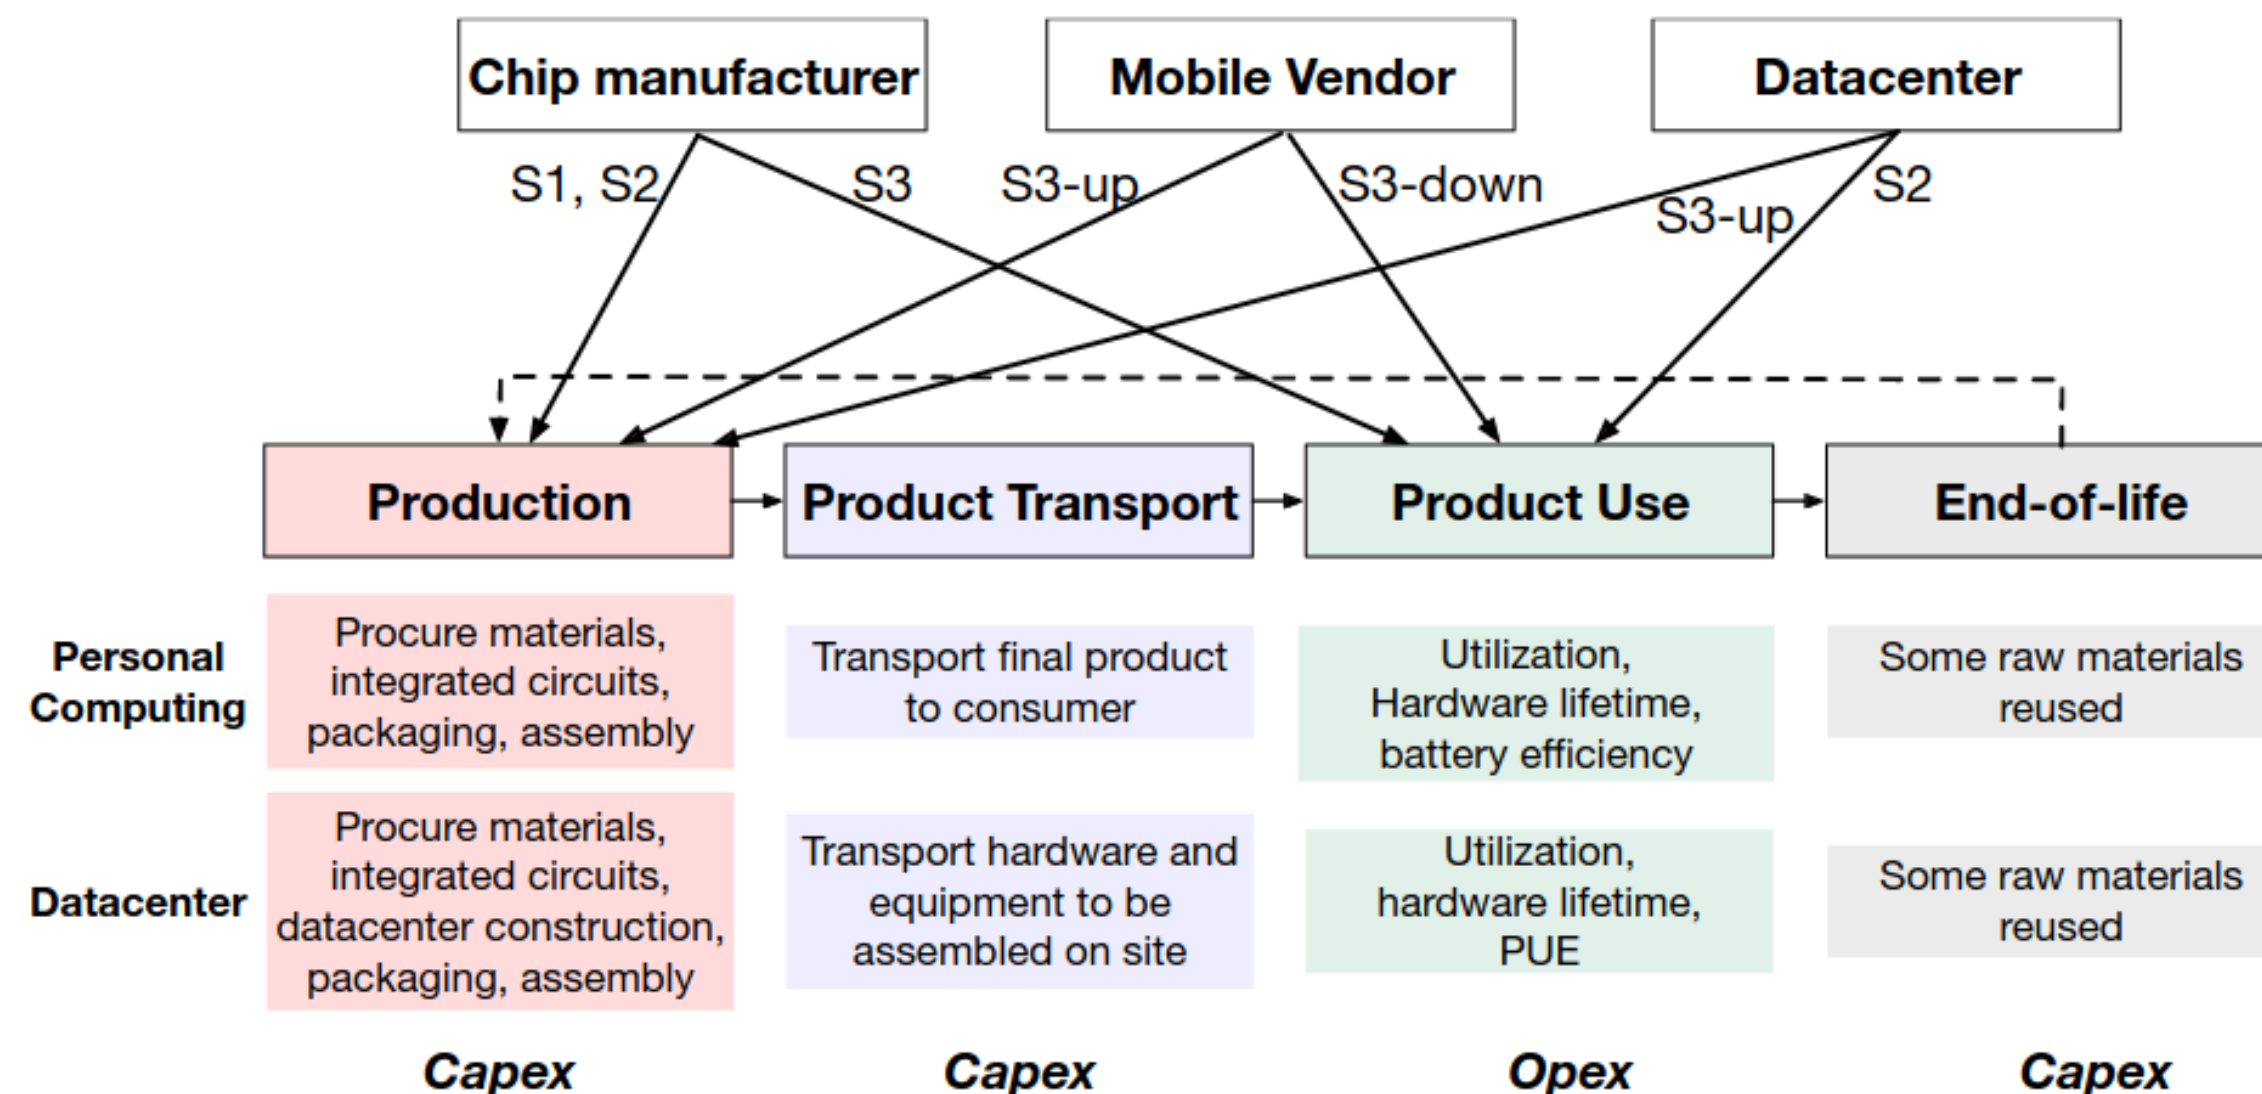 Chip manufacturer
Mobile Vendor
Datacenter
S1, S2
S3
S3-up
S3-down
S3-up
S2
Production
Product Transport
Product Use
End-of-life
Personal
Computing
Procure materials,
integrated circuits,
packaging, assembly
Transport final product
to consumer
Utilization,
Hardware lifetime,
battery efficiency
Some raw materials
reused
Datacenter
Procure materials,
integrated circuits,
datacenter construction,
packaging, assembly
Transport hardware and
equipment to be
assembled on site
Utilization,
hardware lifetime,
PUE
Some raw materials
reused
Capex
Capex
Opex
Capex